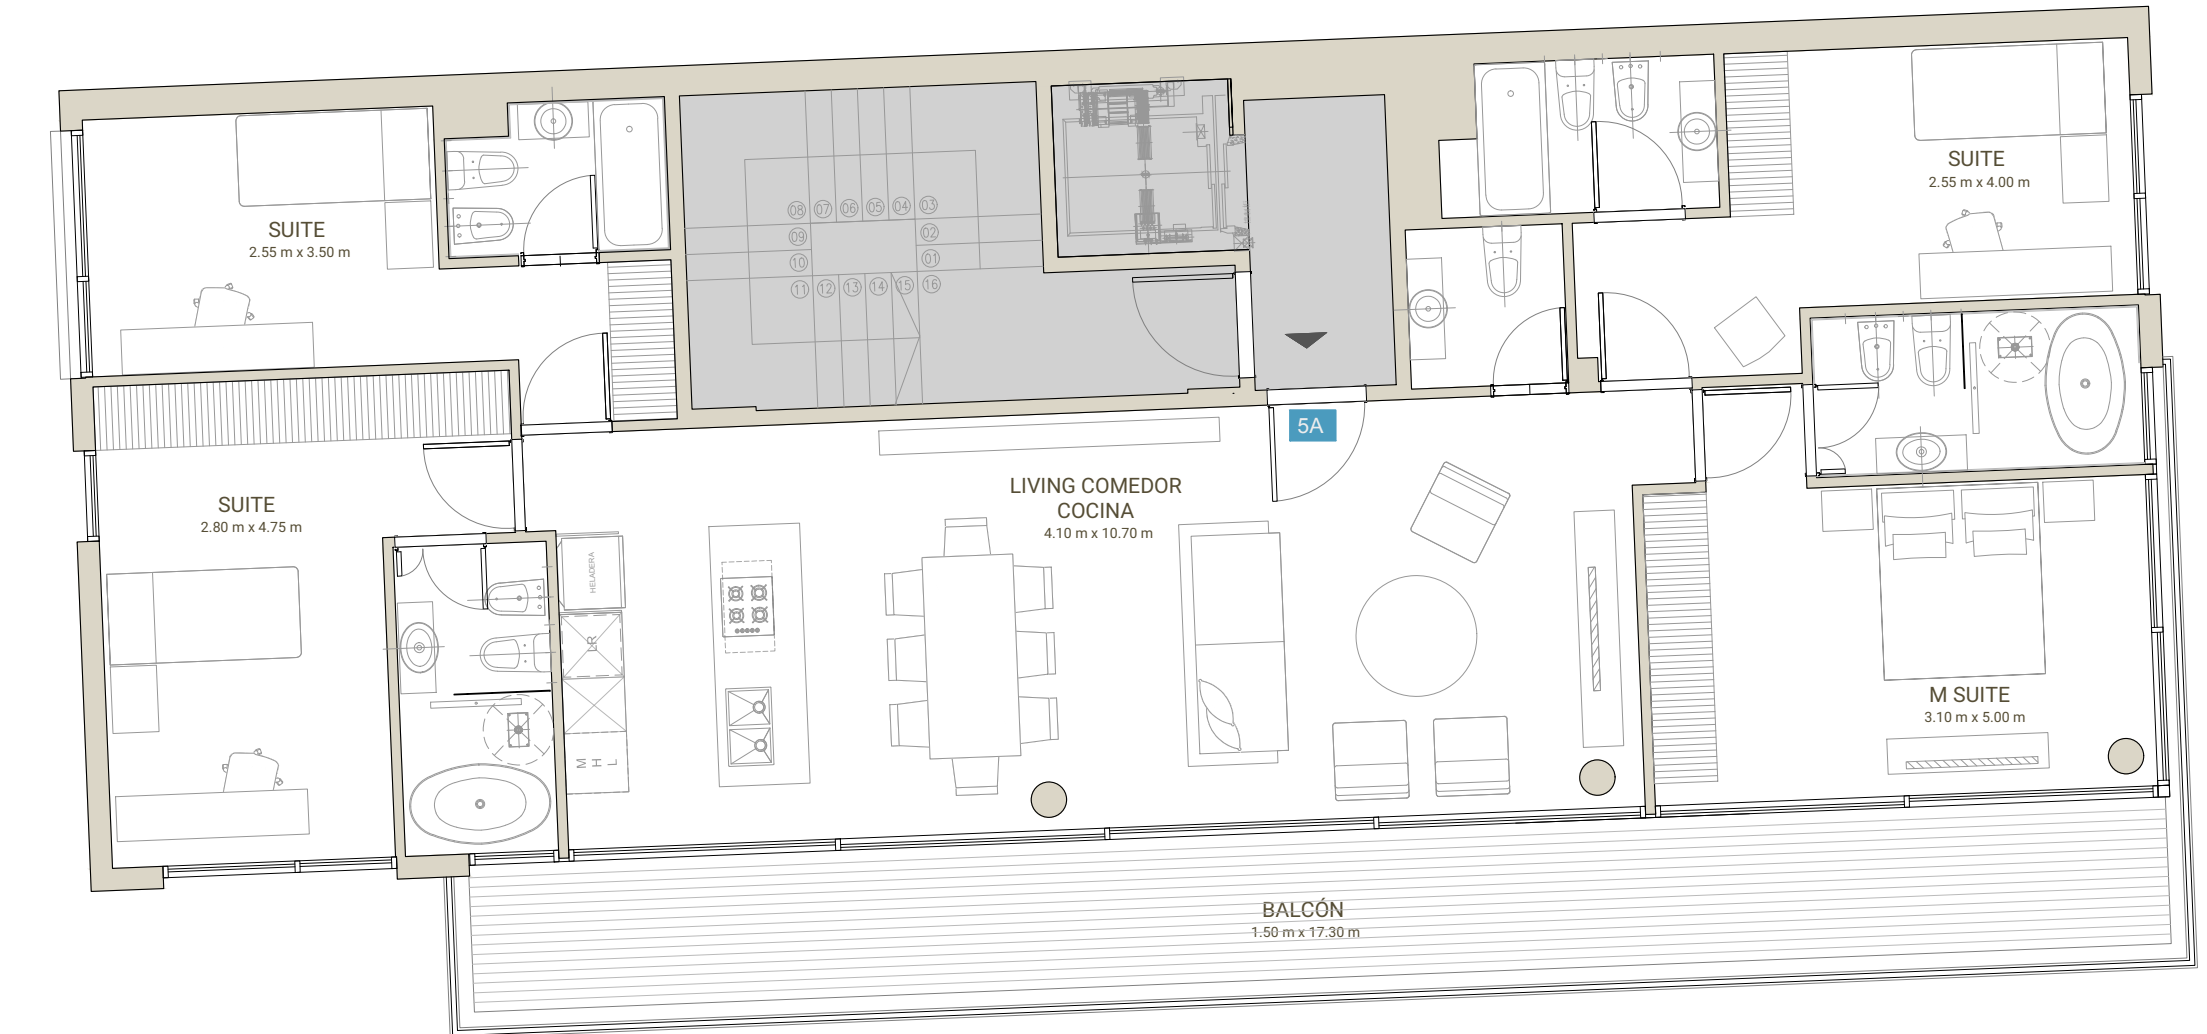 SUITE
2.55 m x 3.50 m
SUITE
2.55 m x 4.00 m
08 07 06 05 04 03
09 02
10 01
11 12 13 14 15 16
5A
SUITE
2.80 m x 4.75 m
LIVING COMEDOR
COCINA
4.10 m x 10.70 m
HELADERA
LR
M
H
L
M SUITE
3.10 m x 5.00 m
BALCÓN
1.50 m x 17.30 m